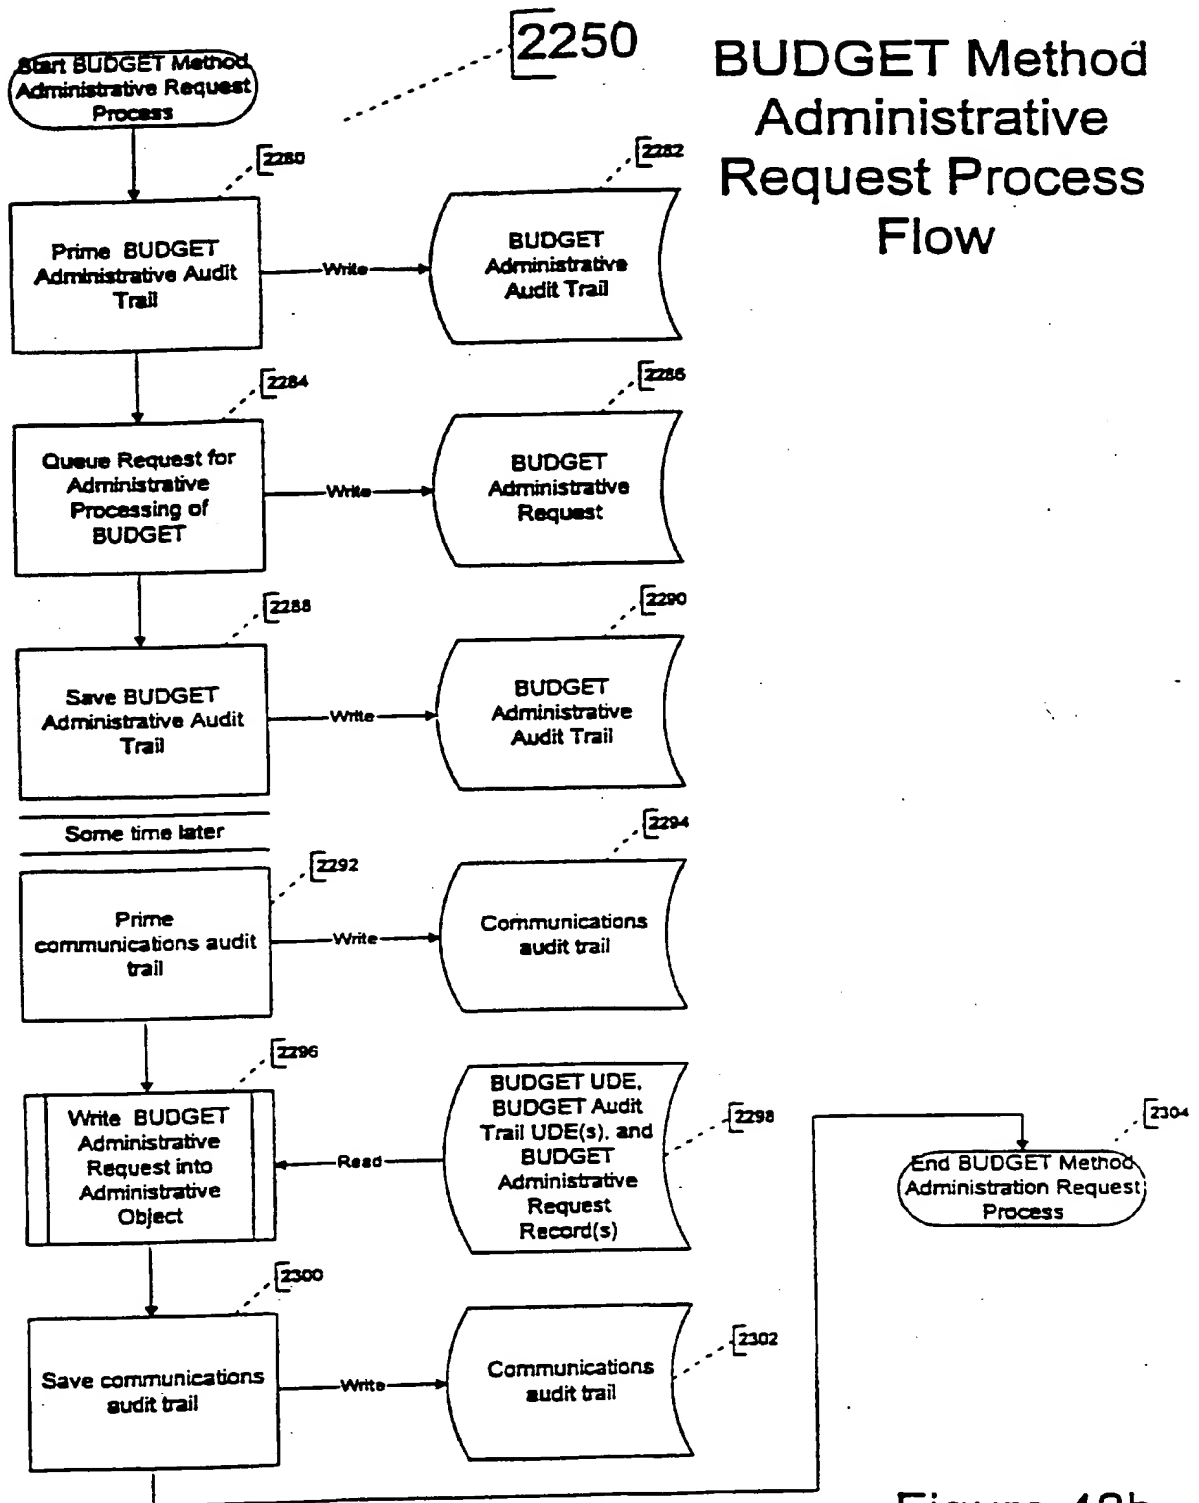 2250
BUDGET Method
Administrative
Request Process
Flow
Start BUDGET Method
Administrative Request
Process
2280
Prime BUDGET
Administrative Audit
Trail
Write
2282
BUDGET
Administrative
Audit Trail
2284
Queue Request for
Administrative
Processing of
BUDGET
Write
2286
BUDGET
Administrative
Request
2288
Save BUDGET
Administrative Audit
Trail
Write
2290
BUDGET
Administrative
Audit Trail
Some time later
2292
Prime
communications audit
trail
Write
2294
Communications
audit trail
2296
Write BUDGET
Administrative
Request into
Administrative
Object
Read
BUDGET UDE,
BUDGET Audit
Trail UDE(s), and
BUDGET
Administrative
Request
Record(s)
2298
2300
Save communications
audit trail
Write
2302
Communications
audit trail
2304
End BUDGET Method
Administration Request
Process